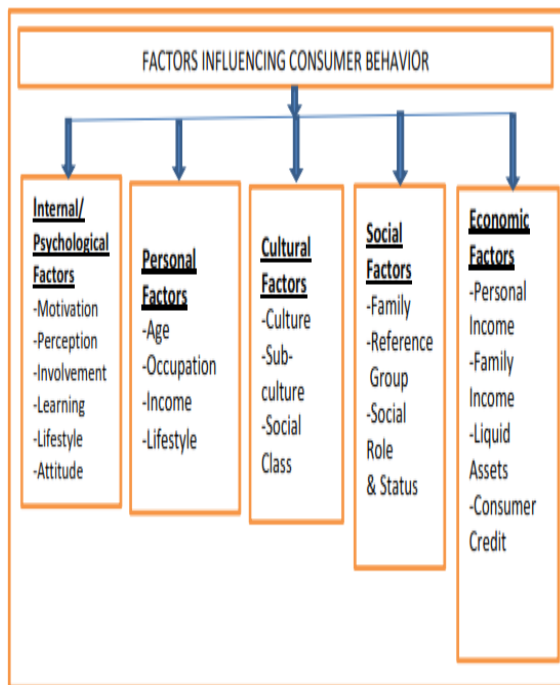 FACTORS INFLUENCING CONSUMER BEHAVIOR
Internal/
Psychological
Factors
-Motivation
-Perception
-Involvement
-Learning
-Lifestyle
-Attitude
Personal
Factors
-Age
-Occupation
-Income
-Lifestyle
Cultural
Factors
-Culture
-Sub-
culture
-Social
Class
Social
Factors
-Family
-Reference
Group
-Social
Role
& Status
Economic
Factors
-Personal
Income
-Family
Income
-Liquid
Assets
-Consumer
Credit